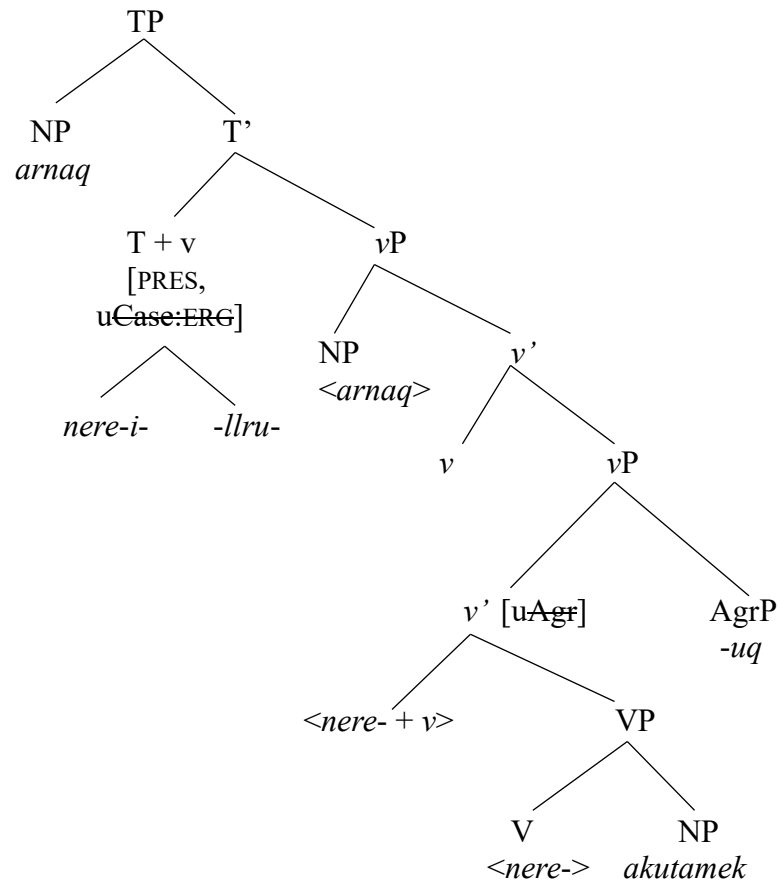 TP
NP T’
arnaq
T + v vP
[PRES,
uCase:ERG]
NP v’
<arnaq>
nere-i- -llru-
v vP
v’ [uAgr] AgrP
-uq
<nere- + v> VP
V NP
<nere-> akutamek